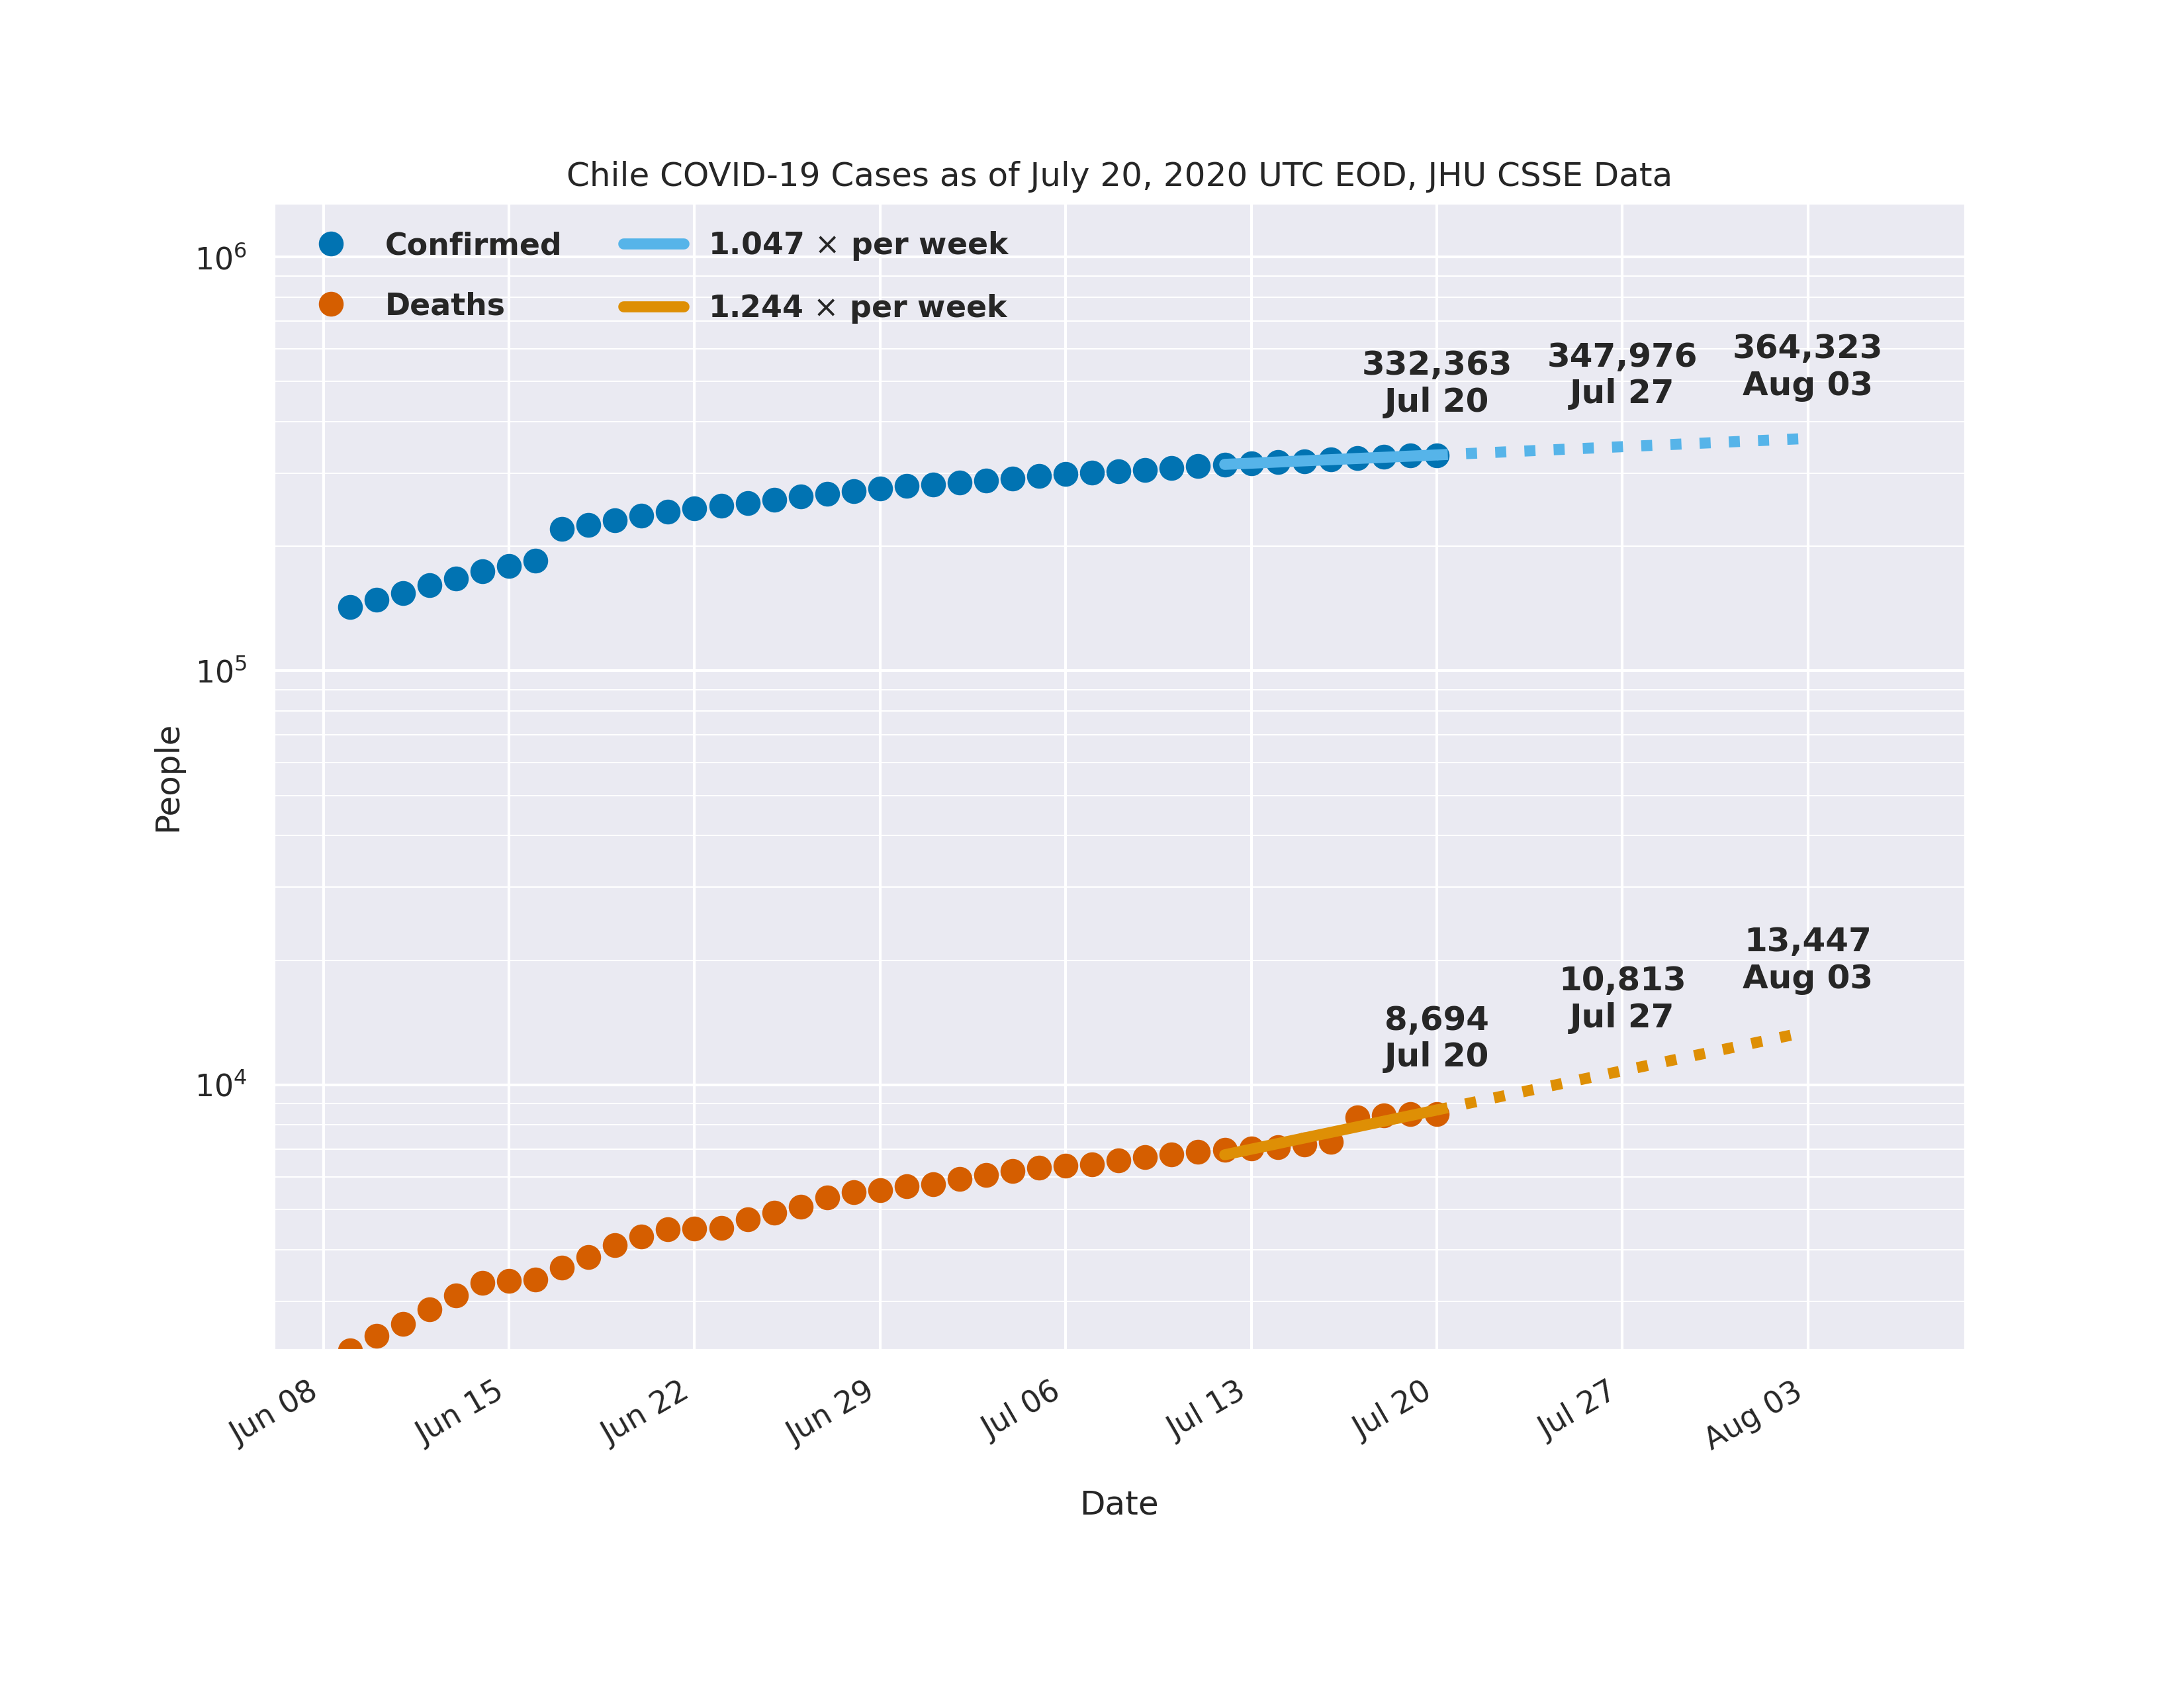 Chile COVID-19 Cases as of July 20, 2020 UTC EOD, JHU CSSE Data
Confirmed
Deaths
1.047 × per week
1.244 × per week
10⁶
10⁵
10⁴
People
332,363
Jul 20
347,976
Jul 27
364,323
Aug 03
8,694
Jul 20
10,813
Jul 27
13,447
Aug 03
Jun 08
Jun 15
Jun 22
Jun 29
Jul 06
Jul 13
Jul 20
Jul 27
Aug 03
Date